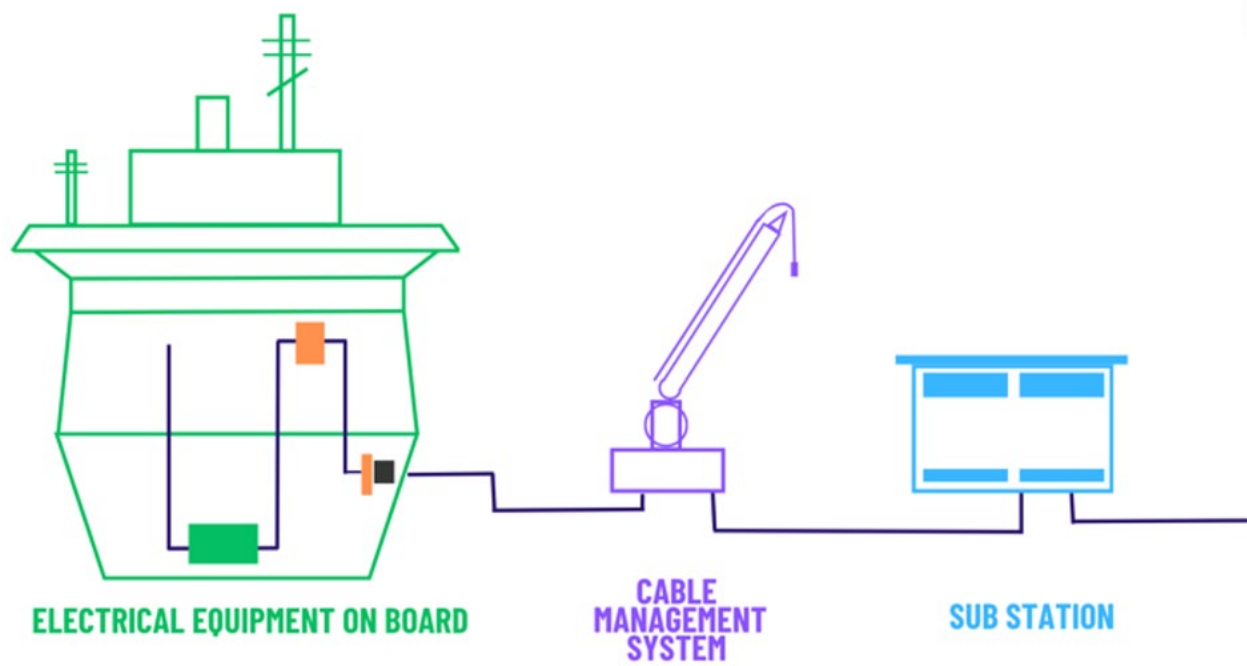 ELECTRICAL EQUIPMENT ON BOARD
CABLE
MANAGEMENT
SYSTEM
SUB STATION